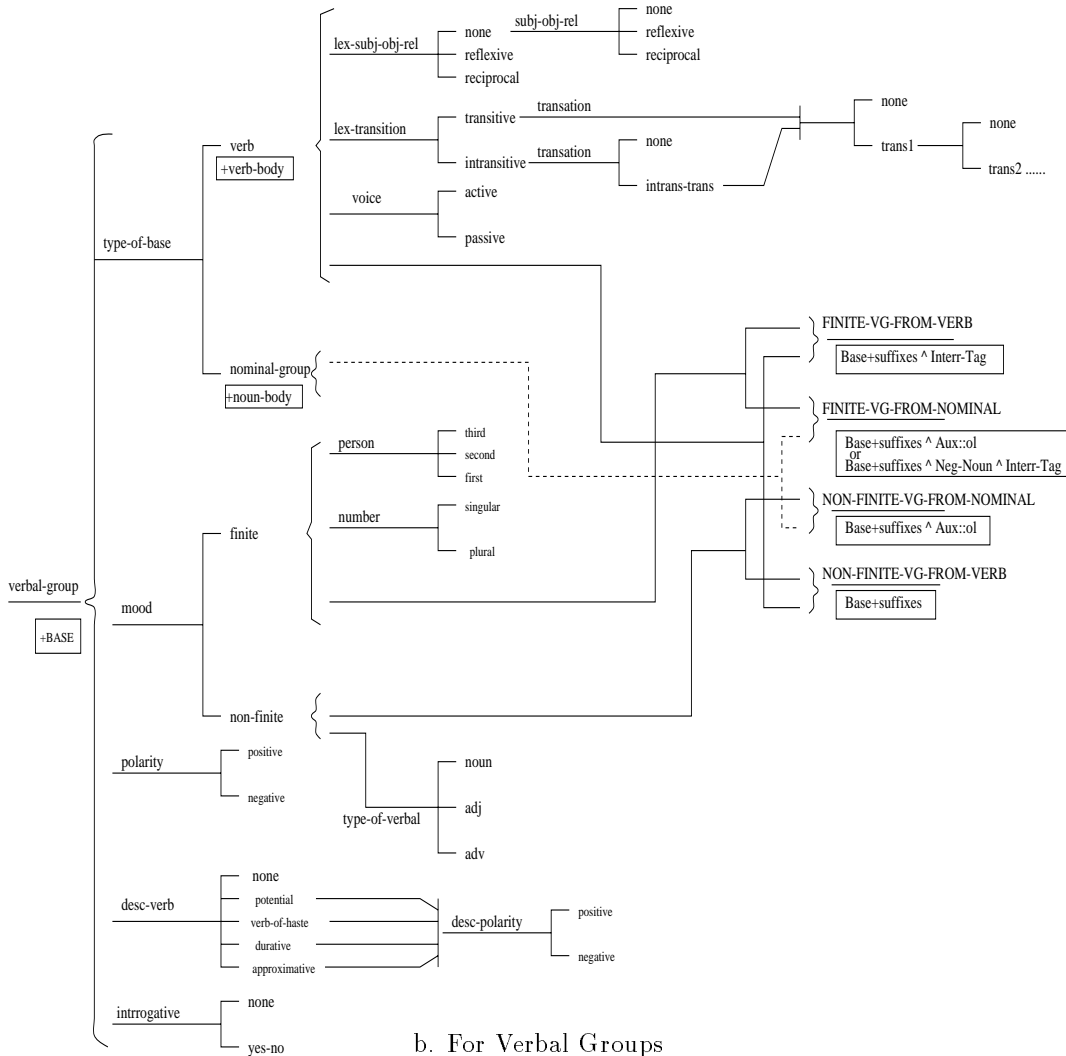 none
subj-obj-rel
none
reflexive
reciprocal
lex-subj-obj-rel
none
reflexive
reciprocal
lex-transition
transitive
transation
none
trans1
none
trans2 ......
intransitive
transation
none
intrans-trans
voice
active
passive
verb
+verb-body
type-of-base
nominal-group
+noun-body
FINITE-VG-FROM-VERB
Base+suffixes ^ Interr-Tag
FINITE-VG-FROM-NOMINAL
Base+suffixes ^ Aux::ol
or
Base+suffixes ^ Neg-Noun ^ Interr-Tag
NON-FINITE-VG-FROM-NOMINAL
Base+suffixes ^ Aux::ol
NON-FINITE-VG-FROM-VERB
Base+suffixes
person
third
second
first
number
singular
plural
finite
verbal-group
+BASE
mood
non-finite
type-of-verbal
noun
adj
adv
polarity
positive
negative
desc-verb
none
potential
verb-of-haste
durative
approximative
desc-polarity
positive
negative
intrrogative
none
yes-no
b. For Verbal Groups